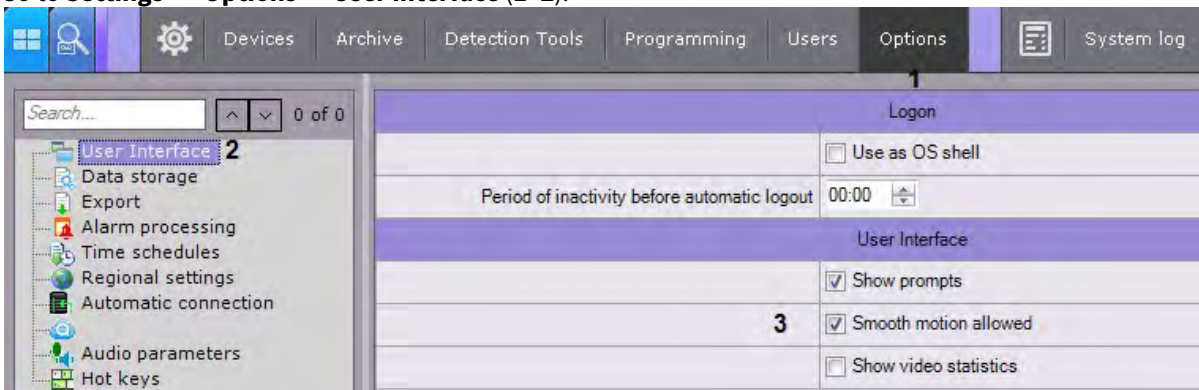 Go to Settings -> Options -> User Interface (1-2).
Devices Archive Detection Tools Programming Users Options System log
1
Search... 0 of 0
Logon
User Interface 2
Use as OS shell
Data storage
Export
Period of inactivity before automatic logout 00:00
Alarm processing
User Interface
Time schedules
Regional settings
Show prompts
Automatic connection
3 Smooth motion allowed
Audio parameters
Show video statistics
Hot keys